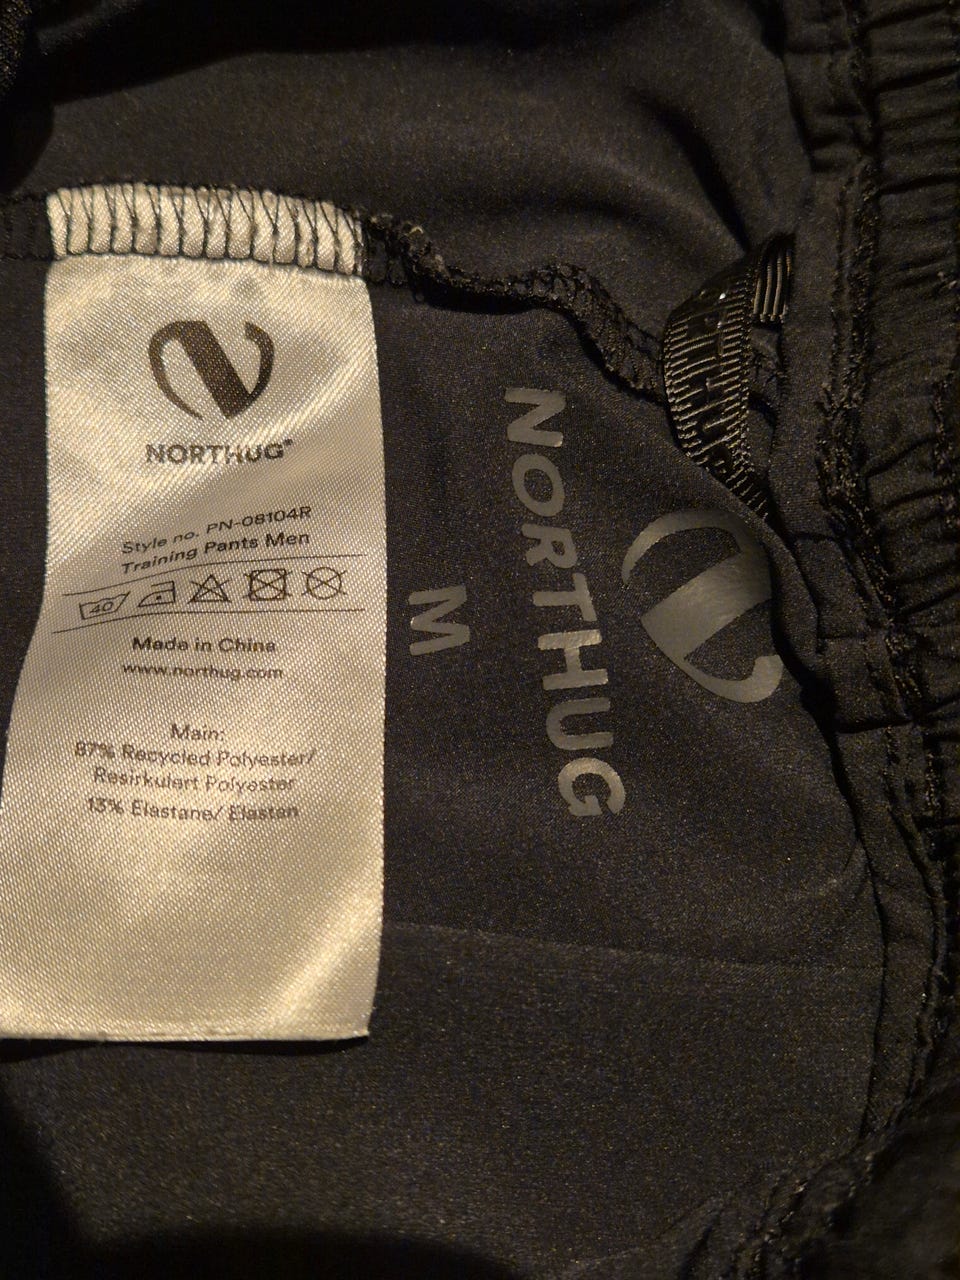 NORTHUG®
Style no. PN-08104R
Training Pants Men
40
Made in China
www.northug.com
Main:
87% Recycled Polyester/
Resirkulert Polyester
13% Elastane/ Elastan
NORTHUG
M